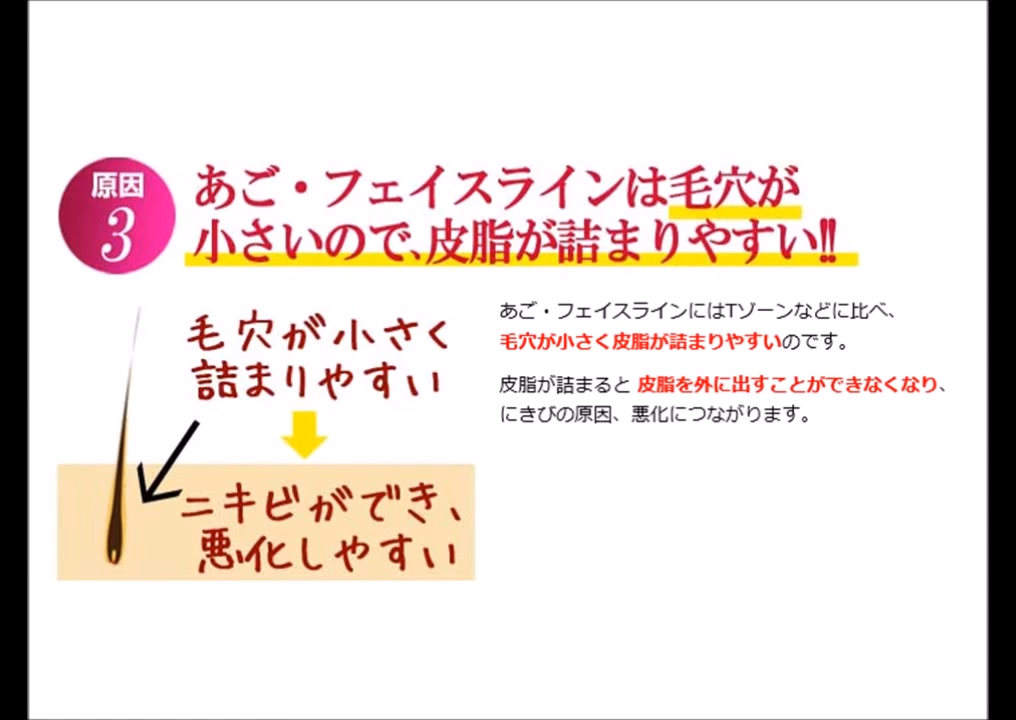 原因
3
あご・フェイスラインは毛穴が
小さいので、皮脂が詰まりやすい!!
毛穴が小さく
詰まりやすい
ニキビができ、
悪化しやすい
あご・フェイスラインにはTゾーンなどに比べ、
毛穴が小さく皮脂が詰まりやすいのです。
皮脂が詰まると 皮脂を外に出すことができなくなり、
にきびの原因、悪化につながります。